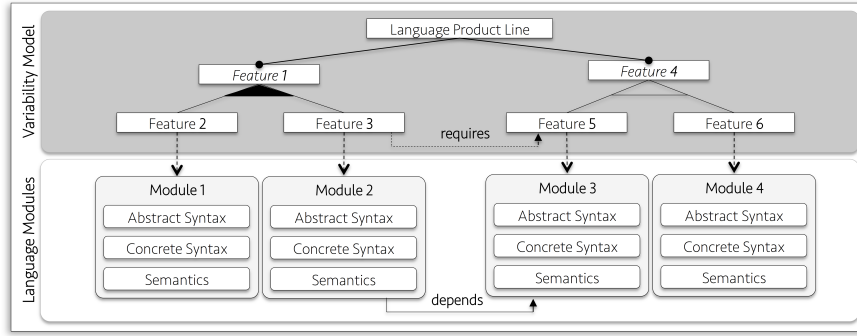 Variability Model
Language Product Line
Feature 1
Feature 4
Feature 2
Feature 3
requires
Feature 5
Feature 6
Language Modules
Module 1
Abstract Syntax
Concrete Syntax
Semantics
Module 2
Abstract Syntax
Concrete Syntax
Semantics
depends
Module 3
Abstract Syntax
Concrete Syntax
Semantics
Module 4
Abstract Syntax
Concrete Syntax
Semantics